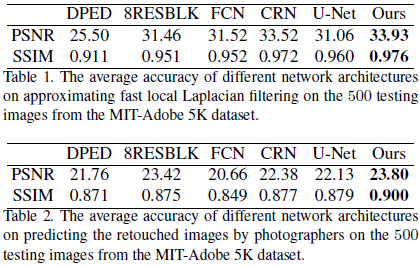 DPED 8RESBLK FCN CRN U-Net Ours
PSNR 25.50 31.46 31.52 33.52 31.06 33.93
SSIM 0.911 0.951 0.952 0.972 0.960 0.976
Table 1. The average accuracy of different network architectures
on approximating fast local Laplacian filtering on the 500 testing
images from the MIT-Adobe 5K dataset.
DPED 8RESBLK FCN CRN U-Net Ours
PSNR 21.76 23.42 20.66 22.38 22.13 23.80
SSIM 0.871 0.875 0.849 0.877 0.879 0.900
Table 2. The average accuracy of different network architectures
on predicting the retouched images by photographers on the 500
testing images from the MIT-Adobe 5K dataset.